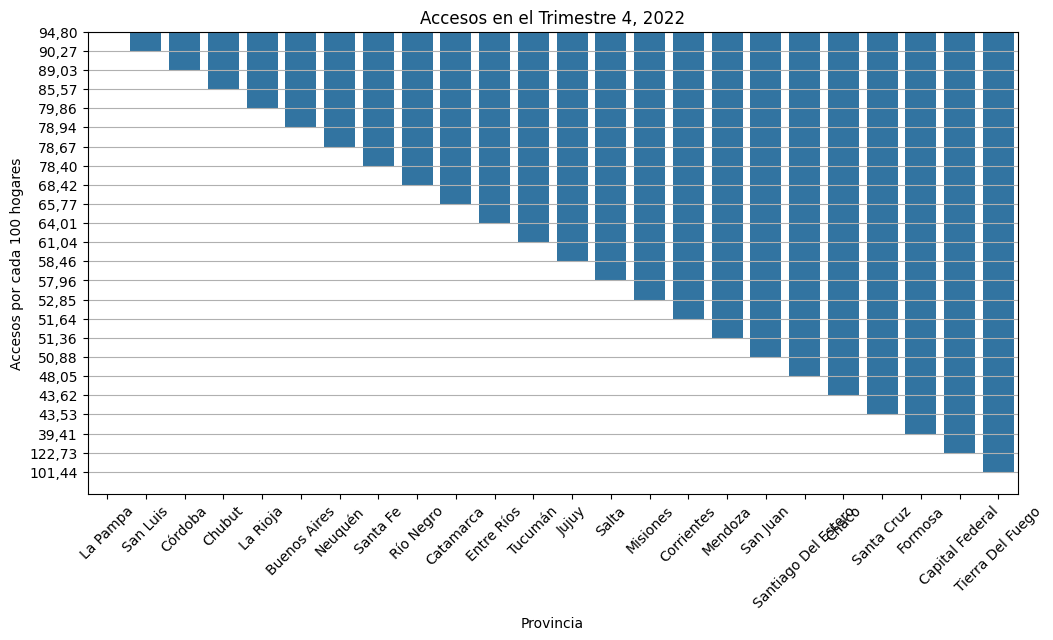 Accesos en el Trimestre 4, 2022
Accesos por cada 100 hogares
94,80
90,27
89,03
85,57
79,86
78,94
78,67
78,40
68,42
65,77
64,01
61,04
58,46
57,96
52,85
51,64
51,36
50,88
48,05
43,62
43,53
39,41
122,73
101,44
La Pampa
San Luis
Córdoba
Chubut
La Rioja
Buenos Aires
Neuquén
Santa Fe
Río Negro
Catamarca
Entre Ríos
Tucumán
Jujuy
Salta
Misiones
Corrientes
Mendoza
San Juan
Santiago Del Estero
Chaco
Santa Cruz
Formosa
Capital Federal
Tierra Del Fuego
Provincia